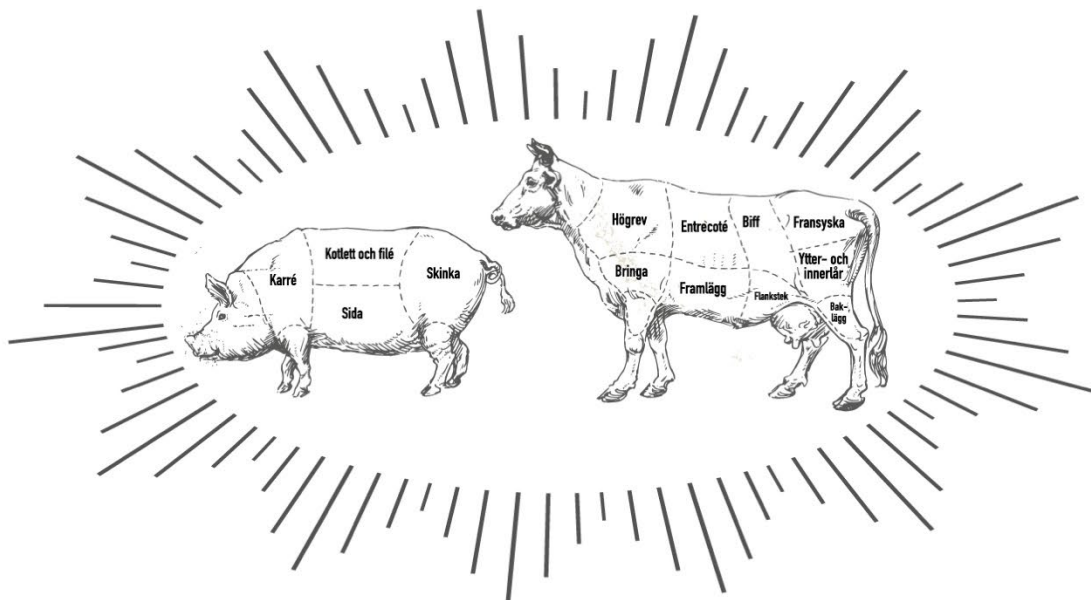 Karré
Kotlett och filé
Sida
Skinka
Högrev
Bringa
Entrecoté
Framlägg
Biff
Flankstek
Fransyska
Ytter- och
innerlår
Bak-
lägg